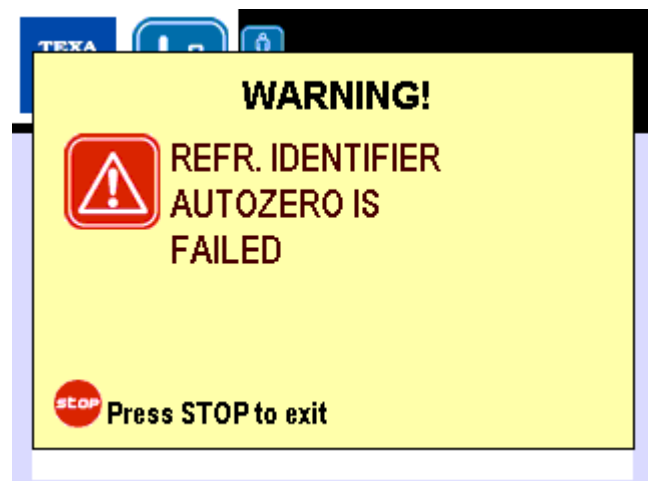 TEXA
WARNING!
REFR. IDENTIFIER
AUTOZERO IS
FAILED
stop
Press STOP to exit